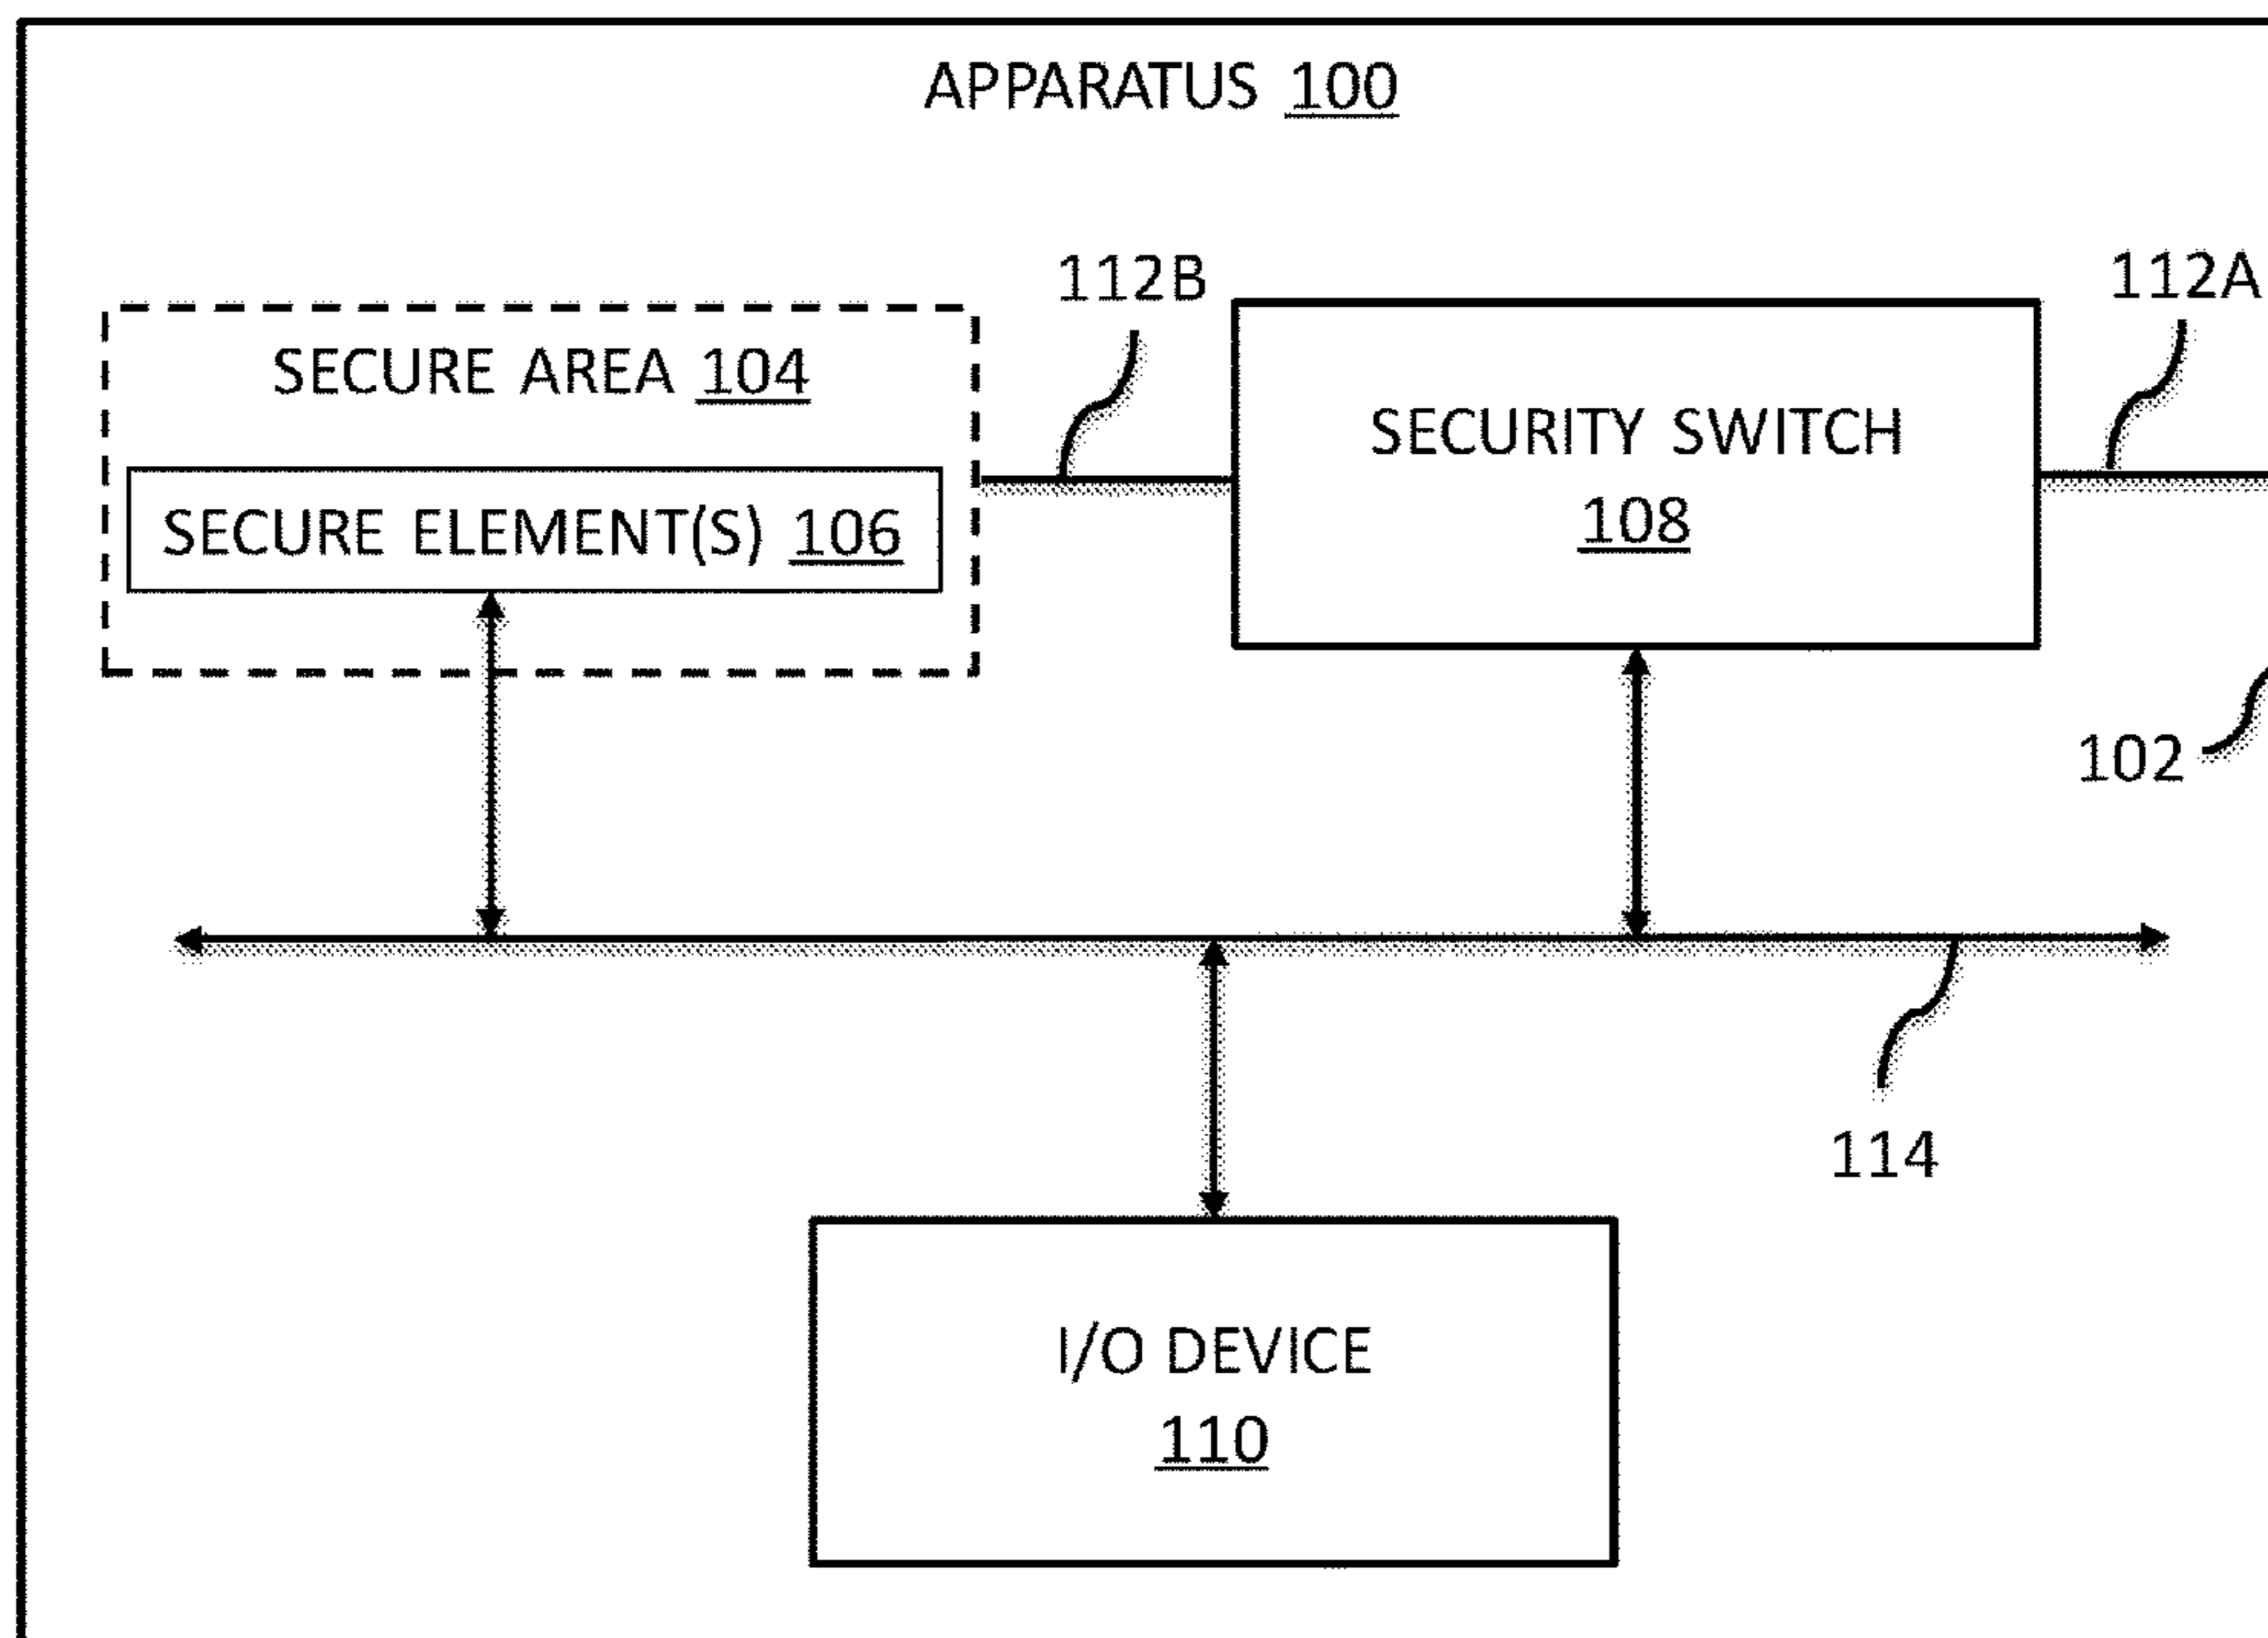 APPARATUS 100
112B
112A
SECURE AREA 104
SECURITY SWITCH
108
SECURE ELEMENT(S) 106
102
114
I/O DEVICE
110